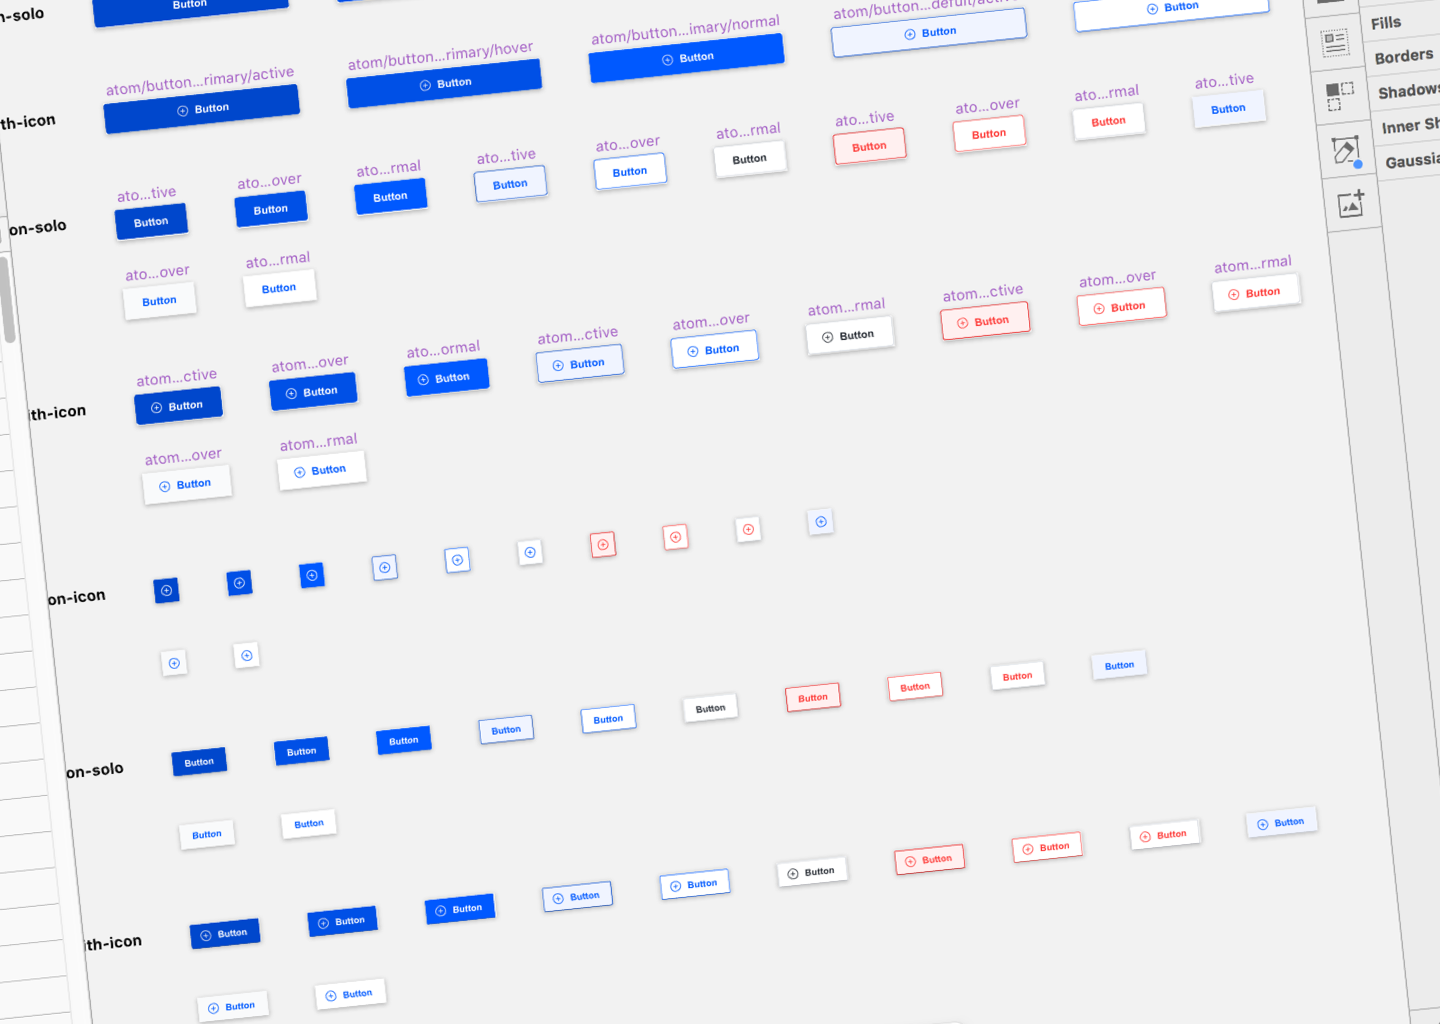 n-solo
Button
Button
atom/button...defult/acti
Button
atom/button...imary/normal
Button
atom/button...rimary/hover
Button
atom/button...rimary/active
Button
th-icon
Fills
Borders
Shadows
Inner Sh
Gaussia
ato...tive
Button
ato...over
Button
ato...rmal
Button
ato...tive
Button
ato...over
Button
ato...rmal
Button
ato...tive
Button
ato...over
Button
ato...rmal
Button
ato...tive
Button
on-solo
ato...over
Button
ato...rmal
Button
atom...ctive
Button
atom...over
Button
ato...ormal
Button
atom...ctive
Button
atom...over
Button
atom...rmal
Button
atom...ctive
Button
atom...over
Button
atom...rmal
Button
ith-icon
atom...over
Button
atom...rmal
Button
on-icon
on-solo
Button
Button
Button
Button
Button
Button
Button
Button
Button
Button
Button
Button
ith-icon
Button
Button
Button
Button
Button
Button
Button
Button
Button
Button
Button
Button